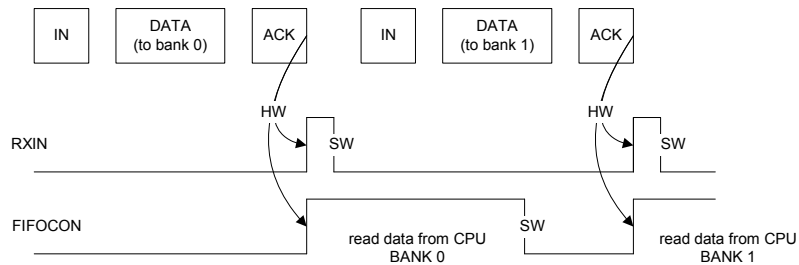 IN
DATA
(to bank 0)
ACK
IN
DATA
(to bank 1)
ACK
HW
HW
RXIN
SW
SW
FIFOCON
SW
read data from CPU
BANK 0
read data from CPU
BANK 1